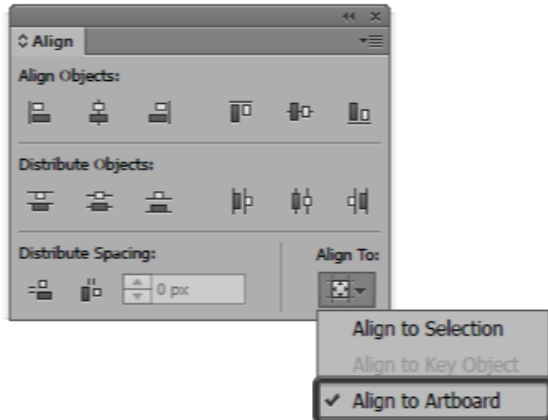 Align
Align Objects:
Distribute Objects:
Distribute Spacing:
Align To:
0 px
Align to Selection
Align to Key Object
Align to Artboard